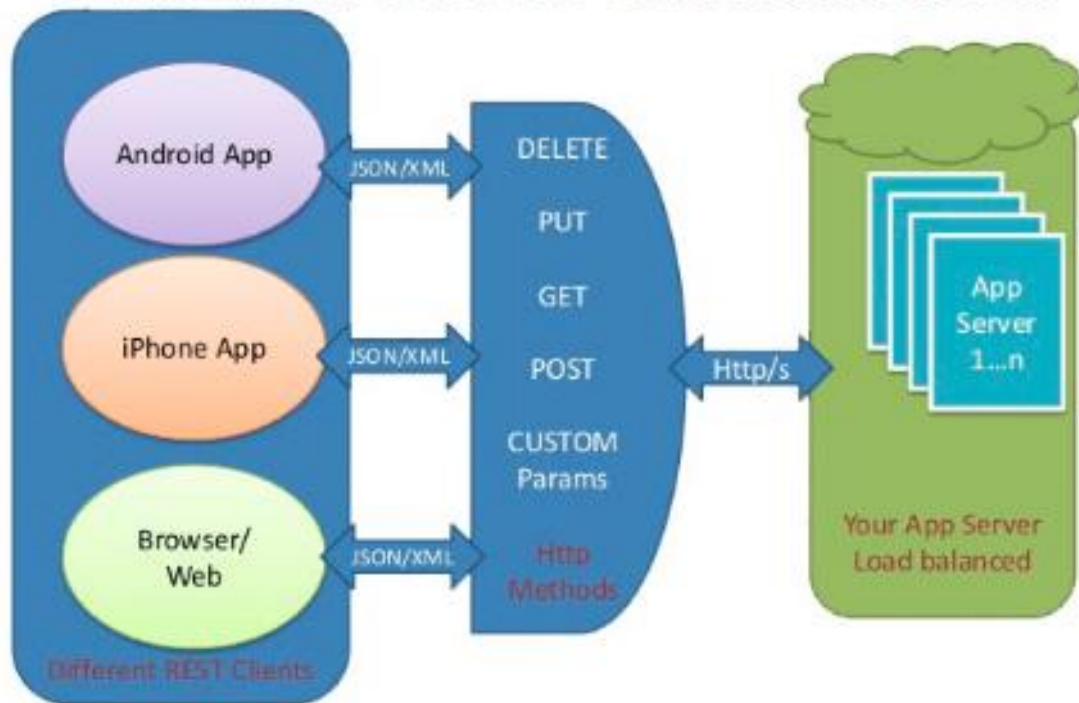 Android App
JSON/XML
DELETE
PUT
GET
iPhone App
JSON/XML
POST
Http/s
App
Server
1...n
CUSTOM
Params
Browser/
Web
JSON/XML
Http
Methods
Your App Server
Load balanced
Different REST Clients